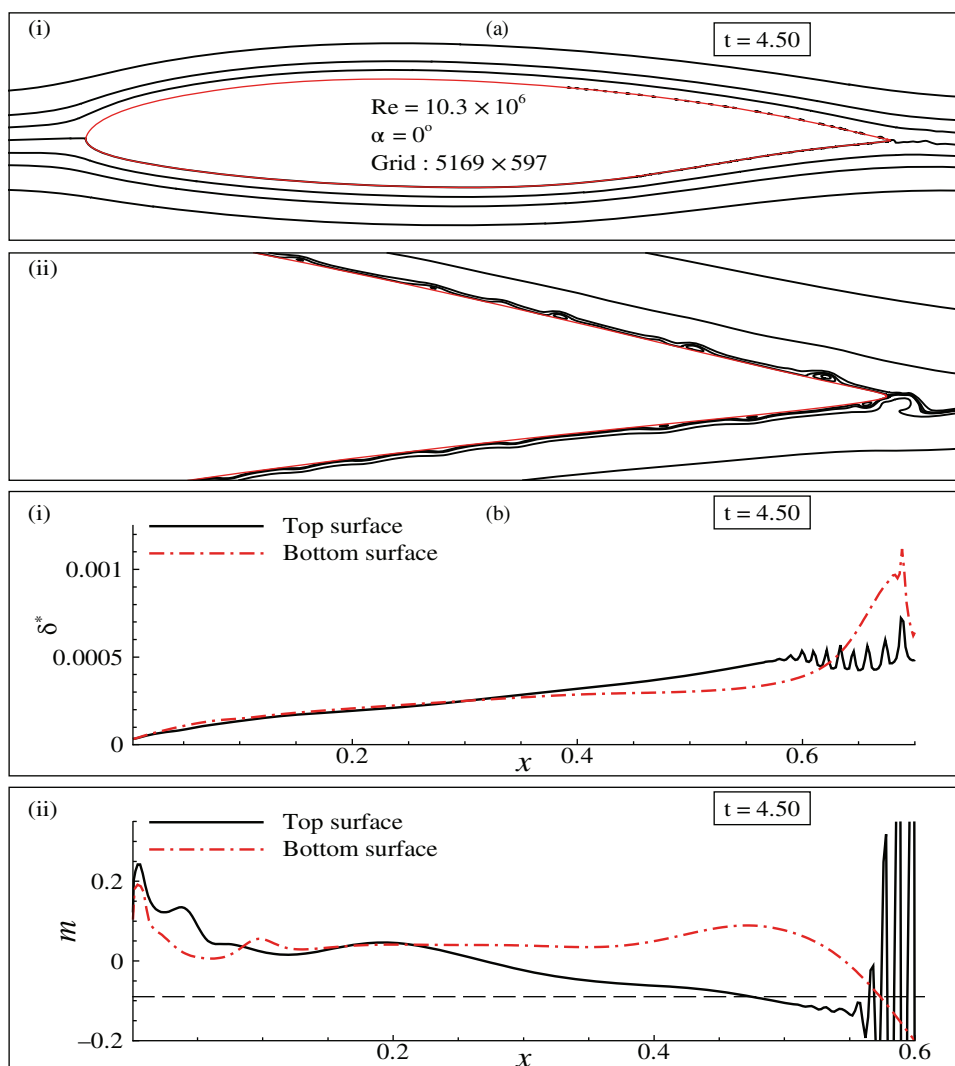 (i)
(a)
t = 4.50
Re = 10.3 × 10⁶
α = 0°
Grid : 5169 × 597
(ii)
(i)
(b)
t = 4.50
Top surface
Bottom surface
0.001
0.0005
0
δ*
0.2
0.4
0.6
x
(ii)
t = 4.50
Top surface
Bottom surface
0.2
0
−0.2
m
0.2
0.4
0.6
x